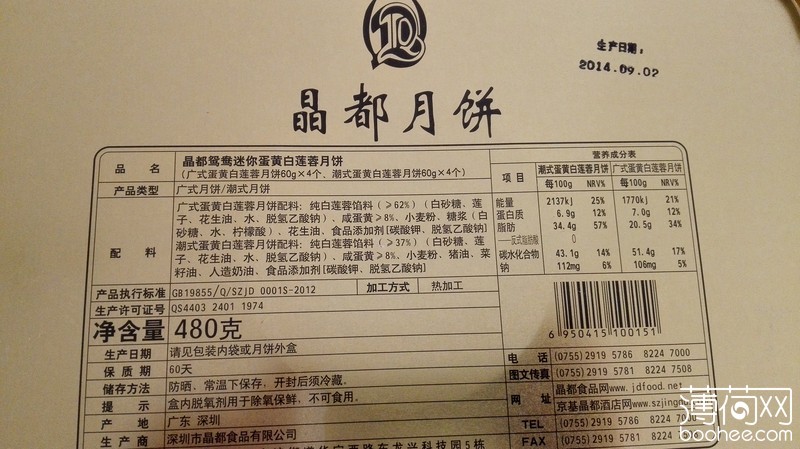 TQ
生产日期:
2014.09.02
晶都月饼
营养成分表
品 名 晶都鸳鸯迷你蛋黄白莲蓉月饼
(广式蛋黄白莲蓉月饼60g×4个、潮式蛋黄白莲蓉月饼60g×4个)
项目 潮式蛋黄白莲蓉月饼 广式蛋黄白莲蓉月饼
每100g NRV% 每100g NRV%
产品类型 广式月饼/潮式月饼
能量 2137kJ 25% 1770kJ 21%
蛋白质 6.9g 12% 7.0g 12%
脂肪 34.4g 57% 20.5g 34%
—反式脂肪酸 0
碳水化合物 43.1g 14% 51.4g 17%
钠 112mg 6% 106mg 5%
配 料
广式蛋黄白莲蓉月饼配料:纯白莲蓉馅料(≥62%)(白砂糖、莲
子、花生油、水、脱氢乙酸钠)、咸蛋黄≥8%、小麦粉、糖浆(白
砂糖、水、柠檬酸)、花生油、食品添加剂[碳酸钾、脱氢乙酸钠]
潮式蛋黄白莲蓉月饼配料:纯白莲蓉馅料(≥37%)(白砂糖、莲
子、花生油、水、脱氢乙酸钠)、咸蛋黄≥8%、小麦粉、猪油、菜
籽油、人造奶油、食品添加剂[碳酸钾、脱氢乙酸钠]
产品执行标准 GB19855/Q/SZJD 0001S-2012 加工方式 热加工
生产许可证号 QS4403 2401 1974
净含量 480克
6 950415 100151
生产日期 请见包装内袋或月饼外盒
保 质 期 60天
储存方法 防晒、常温下保存,开封后须冷藏。
提 示 盒内脱氧剂用于除氧保鲜,不可食用。
产 地 广东 深圳
生 产 商 深圳市晶都食品有限公司
华宁西路东龙兴科技园5栋
电 话 (0755) 2919 5786 8224 7000
图文传真 (0755) 2919 5781 8224 7508
网 址 晶都食品网www.jdfood.net
京基晶都酒店网www.szjing
TEL (0755) 2919 5786 8224 7
FAX (0755) 2919 5781 8224
薄荷网
boohee.com